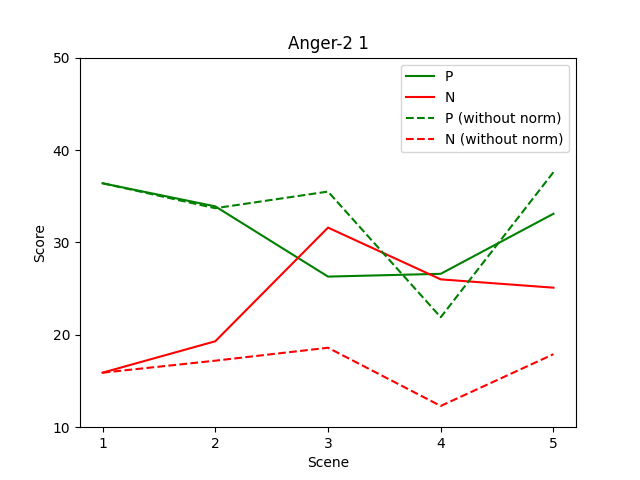 Anger-2 1
50
40
30
20
10
Score
P
N
P (without norm)
N (without norm)
1 2 3 4 5
Scene